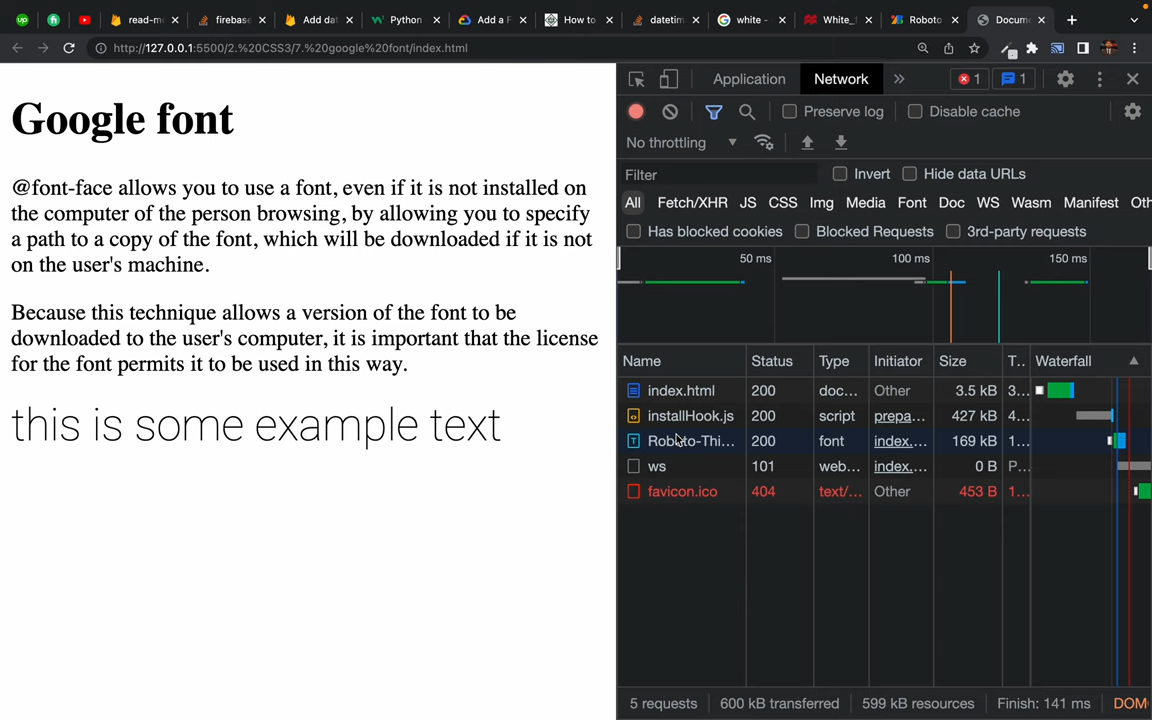 read-m
firebase
Add dat
Python
Add a F
How to
datetim
white -
White_
Roboto
Docume
http://127.0.0.1:5500/2.%20CSS3/7.%20google%20font/index.html
Google font
@font-face allows you to use a font, even if it is not installed on
the computer of the person browsing, by allowing you to specify
a path to a copy of the font, which will be downloaded if it is not
on the user's machine.
Because this technique allows a version of the font to be
downloaded to the user's computer, it is important that the license
for the font permits it to be used in this way.
this is some example text
Application Network » 1 1
Preserve log Disable cache
No throttling
Filter Invert Hide data URLs
All Fetch/XHR JS CSS Img Media Font Doc WS Wasm Manifest Oth
Has blocked cookies Blocked Requests 3rd-party requests
50 ms 100 ms 150 ms
Name Status Type Initiator Size T.. Waterfall
index.html 200 doc... Other 3.5 kB 3...
installHook.js 200 script prepa... 427 kB 4...
Roboto-Thi... 200 font index.... 169 kB 1...
ws 101 web... index.... 0 B P...
favicon.ico 404 text/... Other 453 B 1...
5 requests 600 kB transferred 599 kB resources Finish: 141 ms DOM